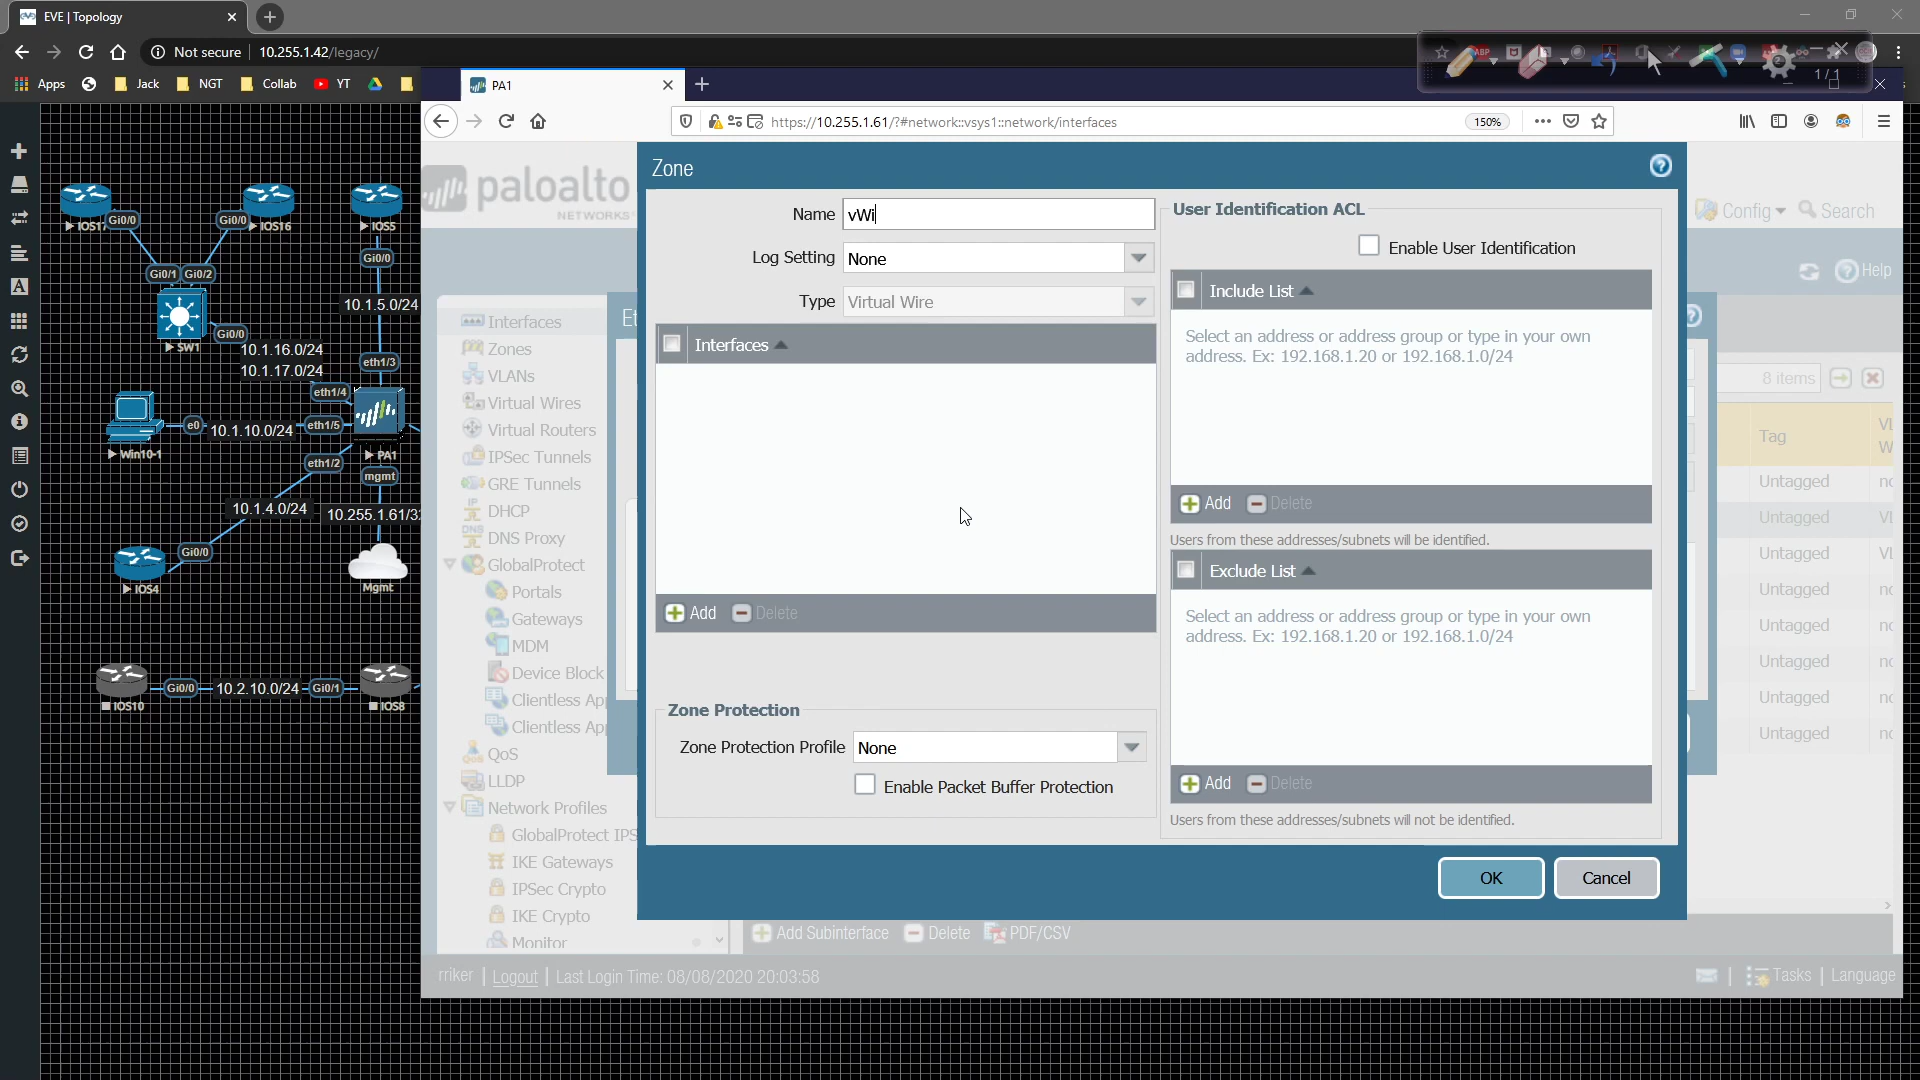 EVE | Topology
Not secure
10.255.1.42/legacy/
ABP
1/1
Apps
Jack
NGT
Collab
YT
PA1
https://10.255.1.61/?#network::vsys1::network/interfaces
150%
paloalto
NETWORKS
Config
Search
Help
Zone
Name
vWi
Log Setting
None
Type
Virtual Wire
Interfaces
Add
Delete
Zone Protection
Zone Protection Profile
None
Enable Packet Buffer Protection
User Identification ACL
Enable User Identification
Include List
Select an address or address group or type in your own
address. Ex: 192.168.1.20 or 192.168.1.0/24
Add
Delete
Users from these addresses/subnets will be identified.
Exclude List
Select an address or address group or type in your own
address. Ex: 192.168.1.20 or 192.168.1.0/24
Add
Delete
Users from these addresses/subnets will not be identified.
OK
Cancel
Interfaces
Zones
VLANs
Virtual Wires
Virtual Routers
IPSec Tunnels
GRE Tunnels
DHCP
DNS Proxy
GlobalProtect
Portals
Gateways
MDM
Device Block
Clientless App
Clientless App
QoS
LLDP
Network Profiles
GlobalProtect IPS
IKE Gateways
IPSec Crypto
IKE Crypto
Monitor
Et
8 items
Tag
Untagged
Untagged
Untagged
Untagged
Untagged
Untagged
Untagged
Untagged
Add Subinterface
Delete
PDF/CSV
rriker
Logout
Last Login Time: 08/08/2020 20:03:58
Tasks
Language
IOS17
Gi0/0
Gi0/0
IOS16
IOS5
Gi0/0
Gi0/1
Gi0/2
10.1.5.0/24
SW1
Gi0/0
10.1.16.0/24
10.1.17.0/24
eth1/3
eth1/4
Win10-1
e0
10.1.10.0/24
eth1/5
PA1
eth1/2
mgmt
10.1.4.0/24
10.255.1.61/32
Gi0/0
IOS4
Mgmt
IOS10
Gi0/0
10.2.10.0/24
Gi0/1
IOS8